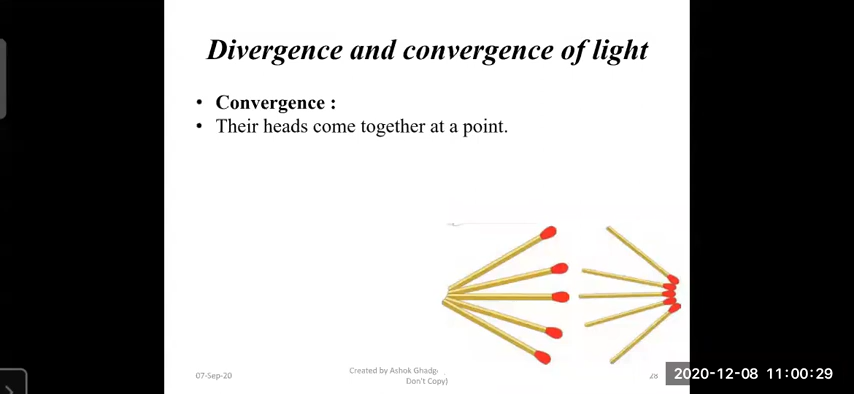 Divergence and convergence of light
• Convergence :
• Their heads come together at a point.
07-Sep-20
Created by Ashok
Don't Copy)
28
2020-12-08 11:00:29